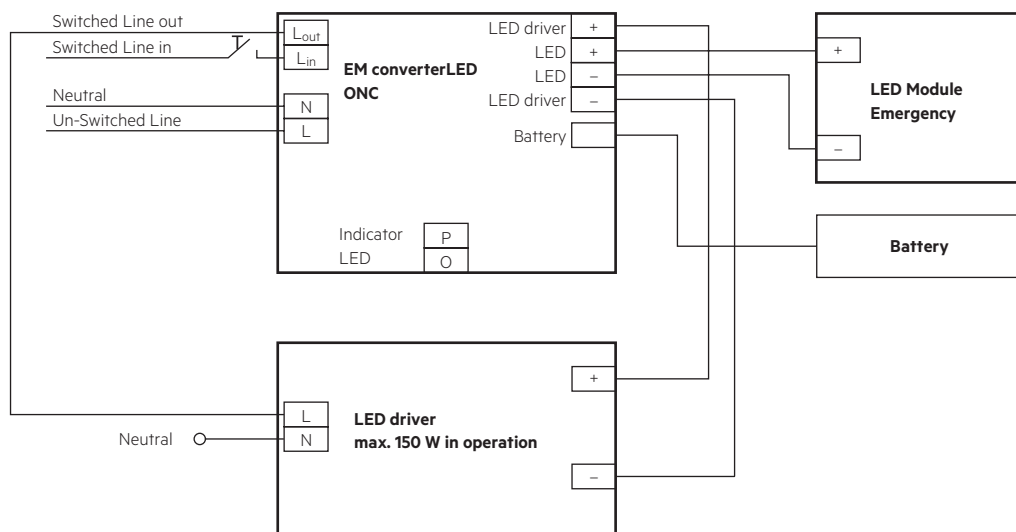 Switched Line out
Switched Line in
Neutral
Un-Switched Line
Lout
Lin
N
L
EM converterLED
ONC
LED driver +
LED +
LED –
LED driver –
Battery
Indicator P
LED O
+
–
LED Module
Emergency
Battery
L
N
Neutral
LED driver
max. 150 W in operation
+
–